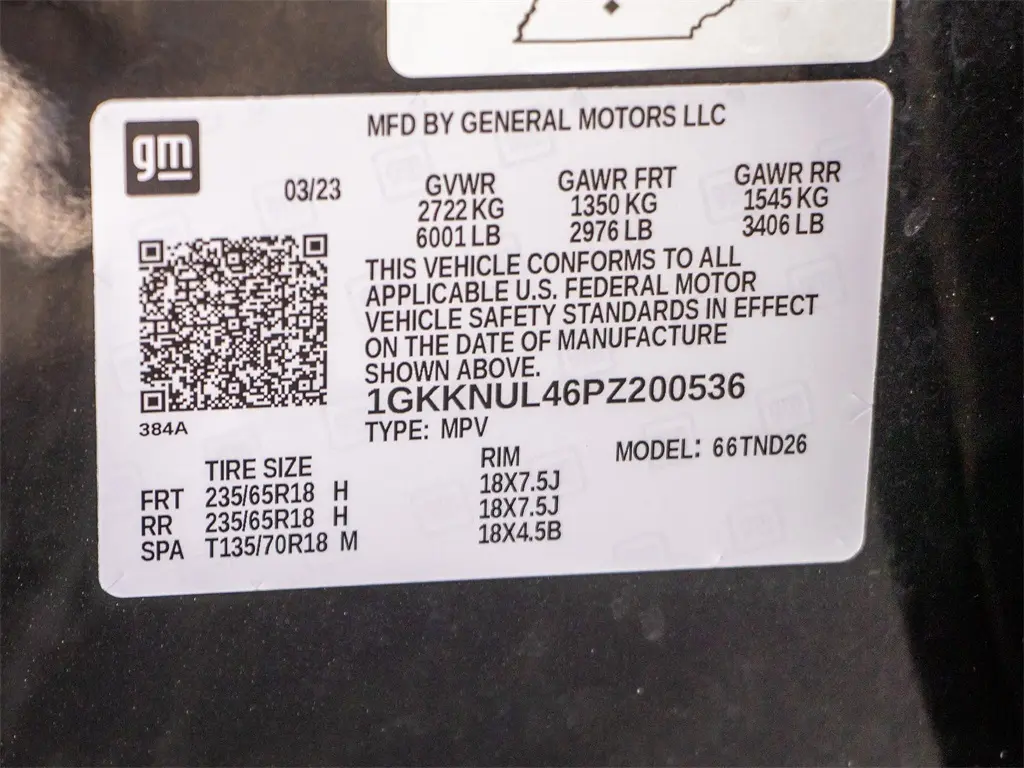 gm
MFD BY GENERAL MOTORS LLC
03/23
GVWR GAWR FRT GAWR RR
2722 KG 1350 KG 1545 KG
6001 LB 2976 LB 3406 LB
THIS VEHICLE CONFORMS TO ALL
APPLICABLE U.S. FEDERAL MOTOR
VEHICLE SAFETY STANDARDS IN EFFECT
ON THE DATE OF MANUFACTURE
SHOWN ABOVE.
1GKKNUL46PZ200536
384A
TYPE: MPV
TIRE SIZE RIM MODEL: 66TND26
FRT 235/65R18 H 18X7.5J
RR 235/65R18 H 18X7.5J
SPA T135/70R18 M 18X4.5B